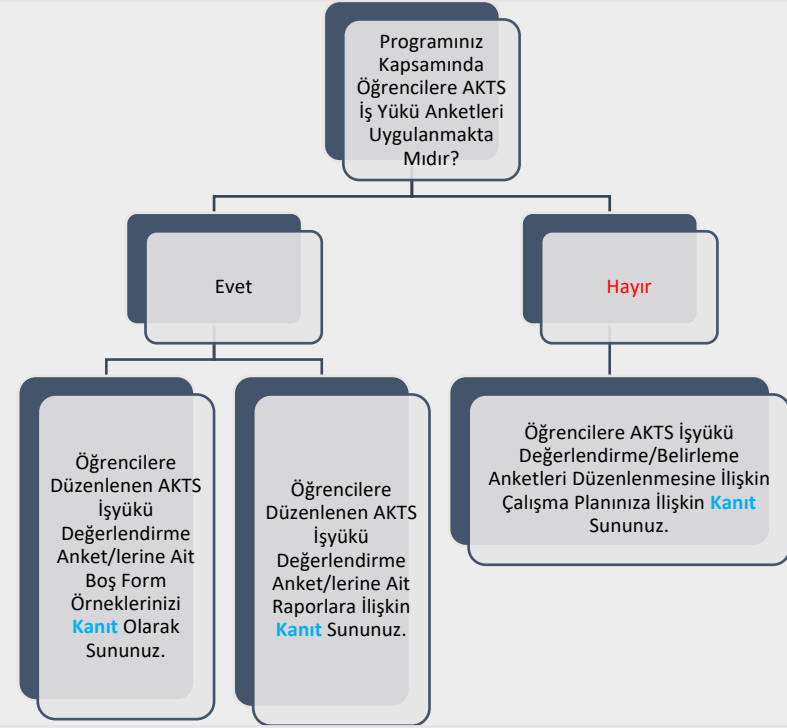 Programınız
Kapsamında
Öğrencilere AKTS
İş Yükü Anketleri
Uygulanmakta
Mıdır?
Evet
Hayır
Öğrencilere
Düzenlenen AKTS
İşyükü
Değerlendirme
Anket/lerine Ait
Boş Form
Örneklerinizi
Kanıt Olarak
Sununuz.
Öğrencilere
Düzenlenen AKTS
İşyükü
Değerlendirme
Anket/lerine Ait
Raporlara İlişkin
Kanıt Sununuz.
Öğrencilere AKTS İşyükü
Değerlendirme/Belirleme
Anketleri Düzenlenmesine İlişkin
Çalışma Planınıza İlişkin Kanıt
Sununuz.